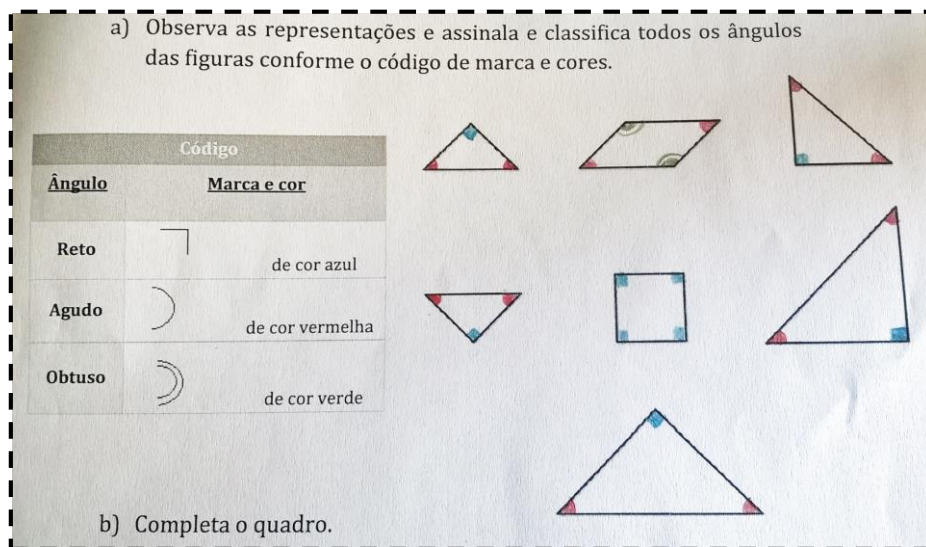 a) Observa as representações e assinala e classifica todos os ângulos
das figuras conforme o código de marca e cores.
Código
Ângulo Marca e cor
Reto de cor azul
Agudo de cor vermelha
Obtuso de cor verde
b) Completa o quadro.